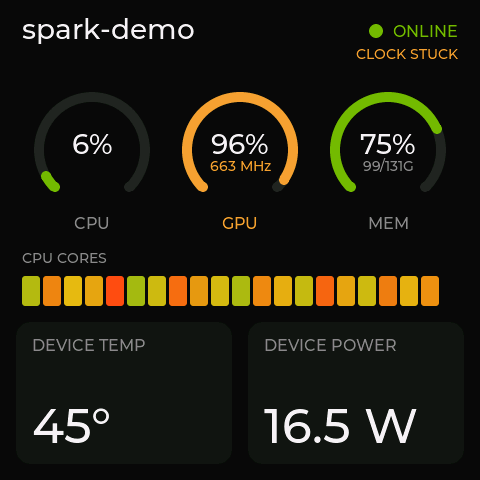 spark-demo
ONLINE
CLOCK STUCK
6%
96%
663 MHz
75%
99/131G
CPU
GPU
MEM
CPU CORES
DEVICE TEMP
45°
DEVICE POWER
16.5 W